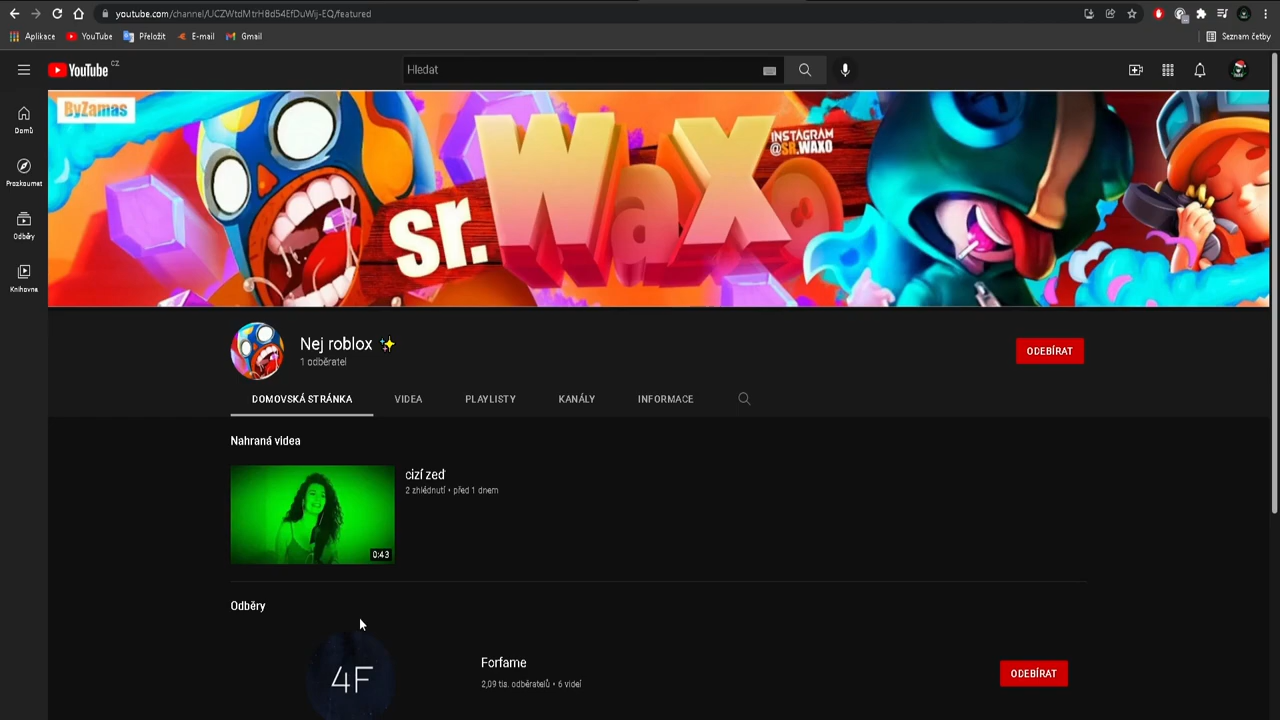 youtube.com/channel/UCZWtdMtrH8d54EfDuWij-EQ/featured
Aplikace YouTube Přeložit E-mail Gmail Seznam četby
YouTube CZ
Hledat
Domů
Prozkoumat
Odběry
Knihovna
ByZamas
sr. WaXo
INSTAGRAM
@SR.WAXO
Nej roblox ✨
1 odběratel
ODEBÍRAT
DOMOVSKÁ STRÁNKA VIDEA PLAYLISTY KANÁLY INFORMACE
Nahraná videa
cizí zeď
2 zhlédnutí • před 1 dnem
0:43
Odběry
4F
Forfame
2,09 tis. odběratelů • 6 videí
ODEBÍRAT